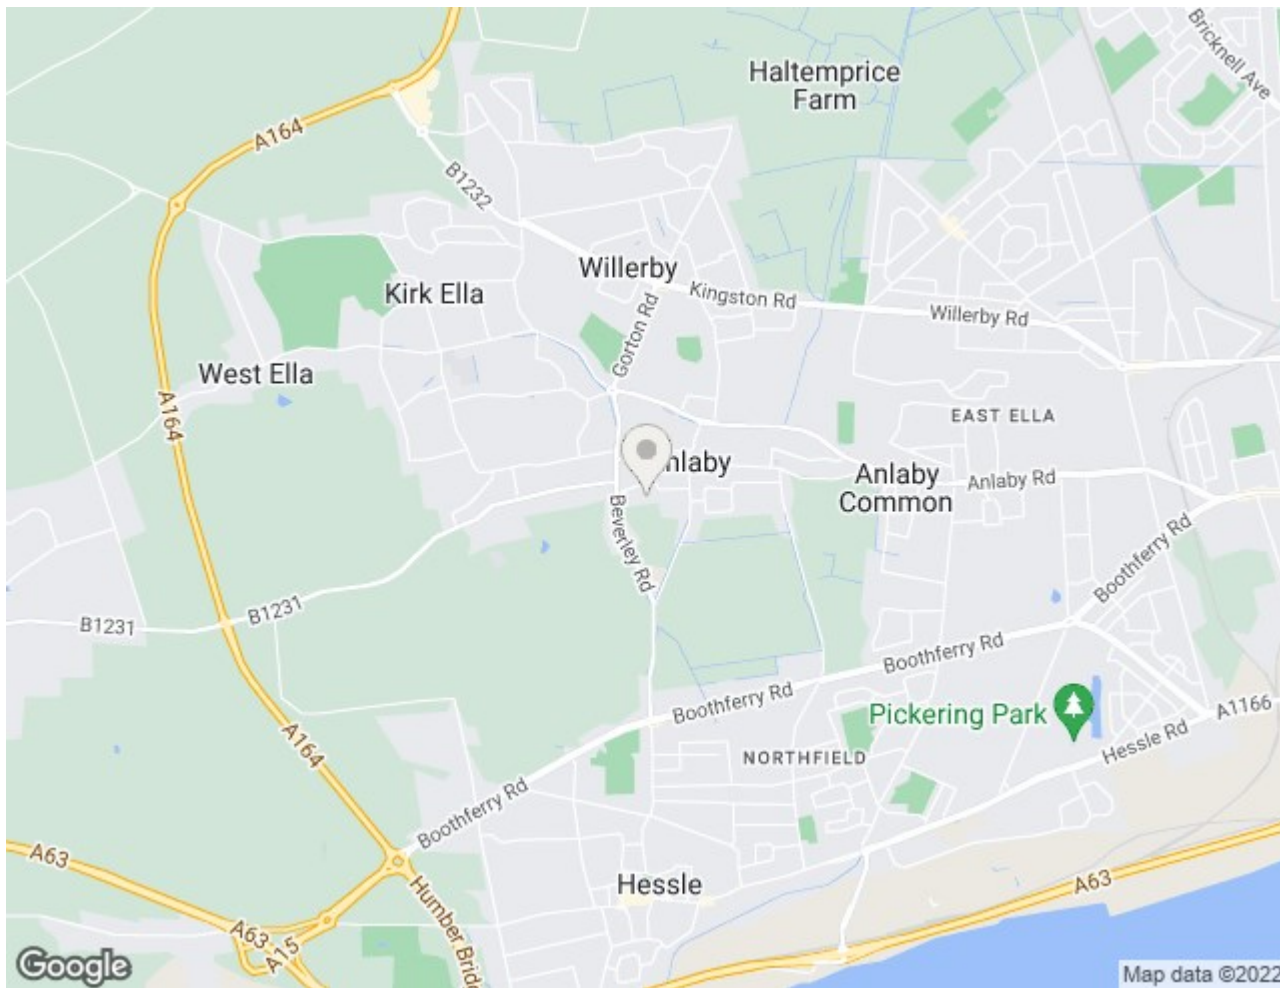 Bricknell Ave
Haltemprice
Farm
A164
B1232
Willerby
Kingston Rd
Kirk Ella
Willerby Rd
Gorton Rd
West Ella
A164
EAST ELLA
nlaby
Anlaby
Common
Anlaby Rd
Beverley Rd
Boothferry Rd
B1231
B1231
Boothferry Rd
Boothferry Rd
Pickering Park
A1166
Hessle Rd
A164
NORTHFIELD
Boothferry Rd
A63
Hessle
A63
Humber Bridg
A63
A15
Google
Map data ©2022